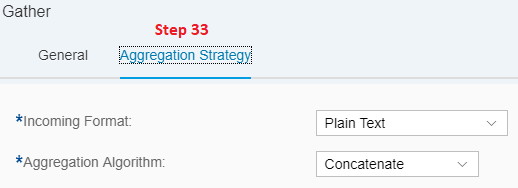 Gather
Step 33
General Aggregation Strategy
*Incoming Format: Plain Text
*Aggregation Algorithm: Concatenate